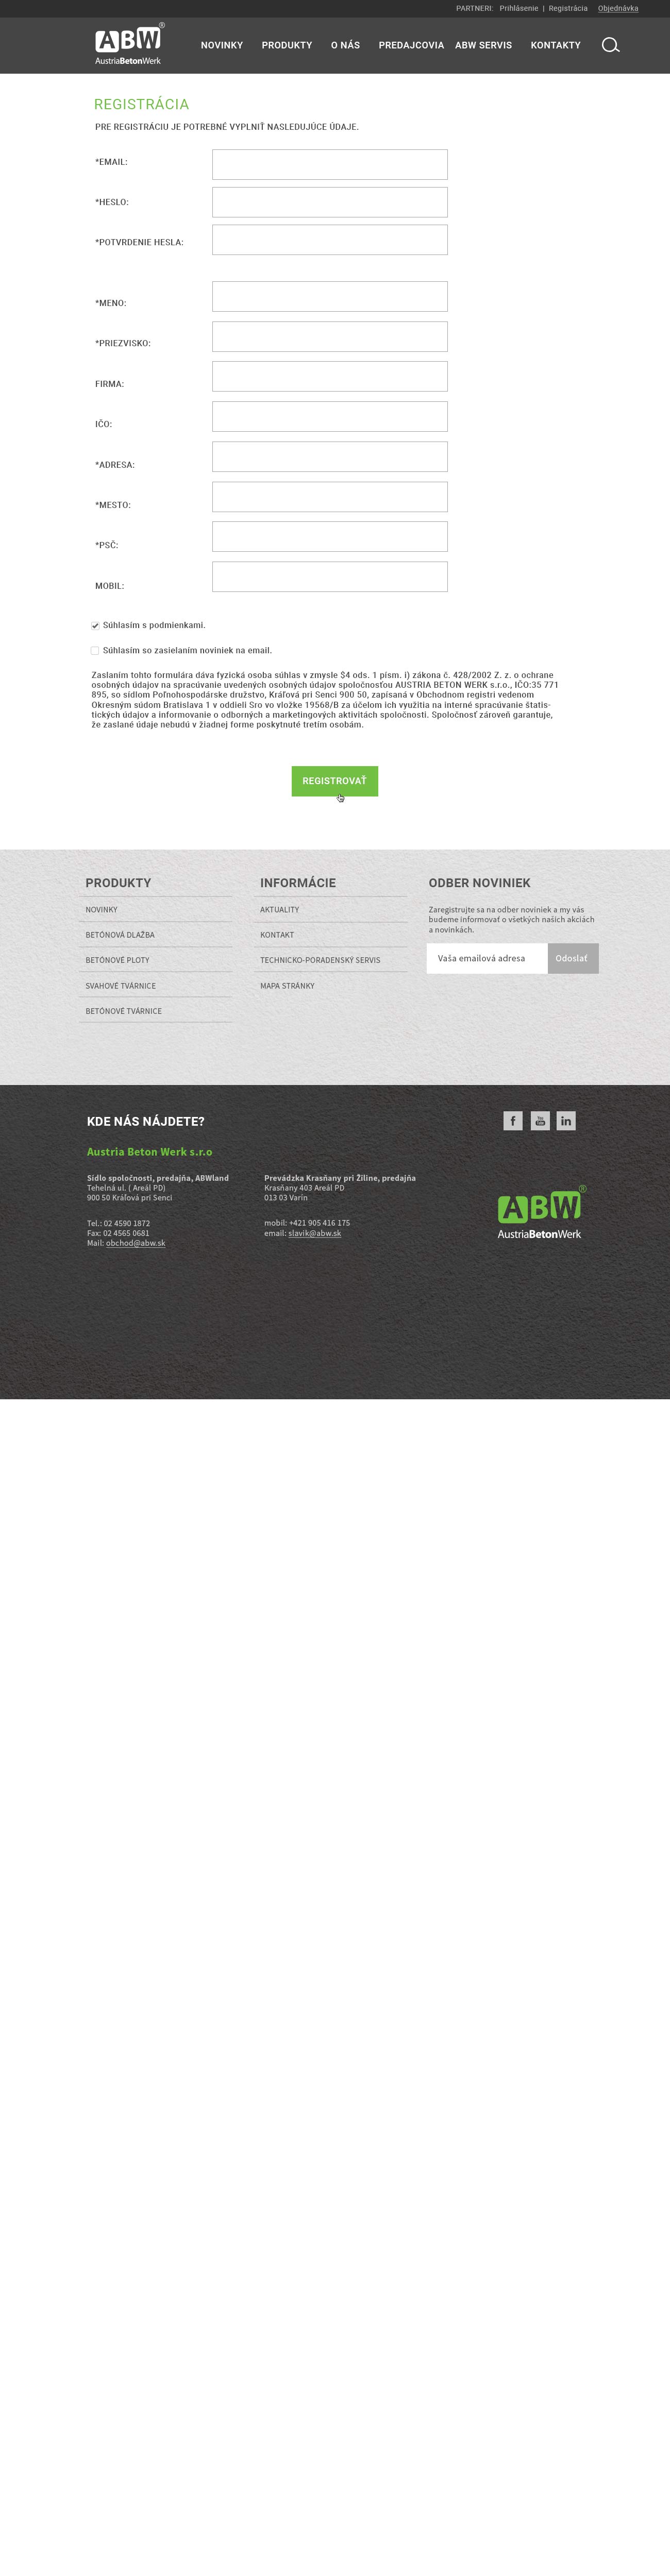 PARTNERI: Prihlásenie | Registrácia Objednávka
ABW®
AustriaBetonWerk
NOVINKY PRODUKTY O NÁS PREDAJCOVIA ABW SERVIS KONTAKTY
REGISTRÁCIA
PRE REGISTRÁCIU JE POTREBNÉ VYPLNIŤ NASLEDUJÚCE ÚDAJE.
*EMAIL:
*HESLO:
*POTVRDENIE HESLA:
*MENO:
*PRIEZVISKO:
FIRMA:
IČO:
*ADRESA:
*MESTO:
*PSČ:
MOBIL:
Súhlasím s podmienkami.
Súhlasím so zasielaním noviniek na email.
Zaslaním tohto formulára dáva fyzická osoba súhlas v zmysle $4 ods. 1 písm. i) zákona č. 428/2002 Z. z. o ochrane
osobných údajov na spracúvanie uvedených osobných údajov spoločnosťou AUSTRIA BETON WERK s.r.o., IČO:35 771
895, so sídlom Poľnohospodárske družstvo, Kráľová pri Senci 900 50, zapísaná v Obchodnom registri vedenom
Okresným súdom Bratislava 1 v oddieli Sro vo vložke 19568/B za účelom ich využitia na interné spracúvanie štatis-
tických údajov a informovanie o odborných a marketingových aktivitách spoločnosti. Spoločnosť zároveň garantuje,
že zaslané údaje nebudú v žiadnej forme poskytnuté tretím osobám.
REGISTROVAŤ
PRODUKTY
NOVINKY
BETÓNOVÁ DLAŽBA
BETÓNOVÉ PLOTY
SVAHOVÉ TVÁRNICE
BETÓNOVÉ TVÁRNICE
INFORMÁCIE
AKTUALITY
KONTAKT
TECHNICKO-PORADENSKÝ SERVIS
MAPA STRÁNKY
ODBER NOVINIEK
Zaregistrujte sa na odber noviniek a my vás
budeme informovať o všetkých našich akciách
a novinkách.
Vaša emailová adresa Odoslať
KDE NÁS NÁJDETE?
Austria Beton Werk s.r.o
Sídlo spoločnosti, predajňa, ABWland
Tehelná ul. ( Areál PD)
900 50 Kráľová pri Senci
Tel.: 02 4590 1872
Fax: 02 4565 0681
Mail: obchod@abw.sk
Prevádzka Krasňany pri Žiline, predajňa
Krasňany 403 Areál PD
013 03 Varín
mobil: +421 905 416 175
email: slavik@abw.sk
f You Tube in
ABW®
AustriaBetonWerk